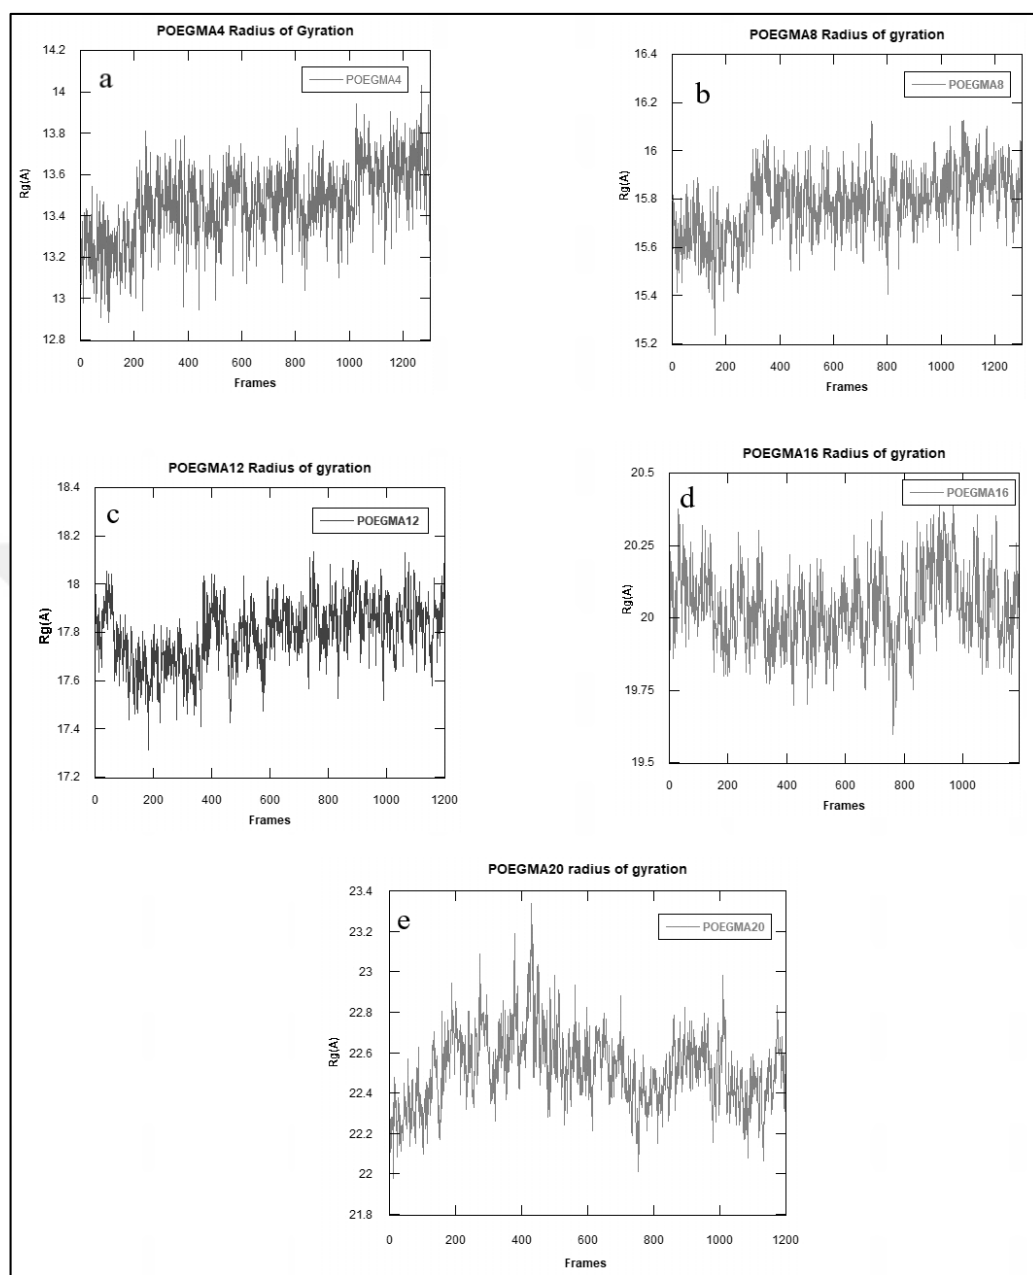 POEGMA4 Radius of Gyration
14.2
14
13.8
13.6
13.4
13.2
13
12.8
Rg(A)
a
POEGMA4
0 200 400 600 800 1000 1200
Frames
POEGMA8 Radius of gyration
16.4
16.2
16
15.8
15.6
15.4
15.2
Rg(A)
b
POEGMA8
0 200 400 600 800 1000 1200
Frames
POEGMA12 Radius of gyration
18.4
18.2
18
17.8
17.6
17.4
17.2
Rg(A)
c
POEGMA12
0 200 400 600 800 1000 1200
Frames
POEGMA16 Radius of gyration
20.5
20.25
20
19.75
19.5
Rg(A)
d
POEGMA16
0 200 400 600 800 1000
Frames
POEGMA20 radius of gyration
23.4
23.2
23
22.8
22.6
22.4
22.2
22
21.8
Rg(A)
e
POEGMA20
0 200 400 600 800 1000 1200
Frames